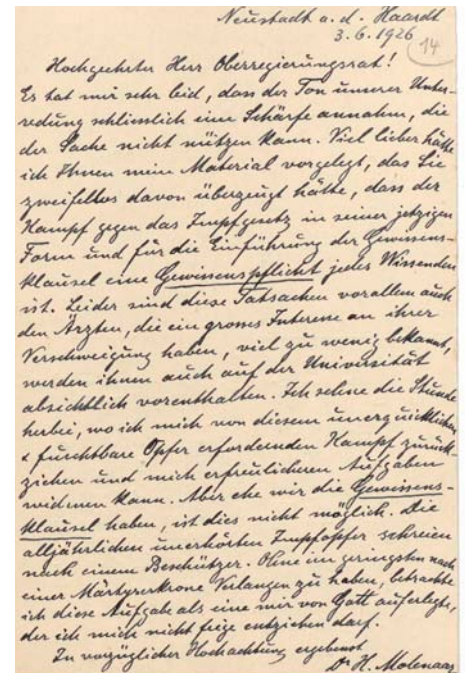 Neustadt a. d. Haardt
3.6.1926
14
Hochgeehrter Herr Oberregierungsrat!
Es tat mir sehr leid, dass der Ton unserer Unter-
redung schliesslich eine Schärfe annahm, die
der Sache nicht nützen kann. Viel lieber hätte
ich Ihnen mein Material vorgelegt, das Sie
zweifellos davon überzeugt hätte, dass der
Kampf gegen das Impfgesetz in seiner jetzigen
Form und für die Einführung der Gewissens-
klausel eine Gewissenspflicht jedes Wissenden
ist. Leider sind diese Tatsachen vorallem auch
den Ärzten, die ein grosses Interesse an ihrer
Verschweigung haben, viel zu wenig bekannt,
werden ihnen auch auf der Universität
absichtlich vorenthalten. Ich sehne die Stunde
herbei, wo ich mich von diesem unerquicklichen
& furchtbare Opfer erfordernden Kampf zurück-
ziehen und mich erfreulicheren Aufgaben
widmen kann. Aber ehe wir die Gewissens-
klausel haben, ist dies nicht möglich. Die
alljährlichen unerhörten Impfopfer schreien
nach einem Beschützer. Ohne im geringsten nach
einer Märtyrerkrone Verlangen zu haben, betrachte
ich diese Aufgabe als eine mir von Gott auferlegte,
der ich mich nicht feige entziehen darf.
In vorzüglicher Hochachtung ergebenst
Dr H. Molenaar